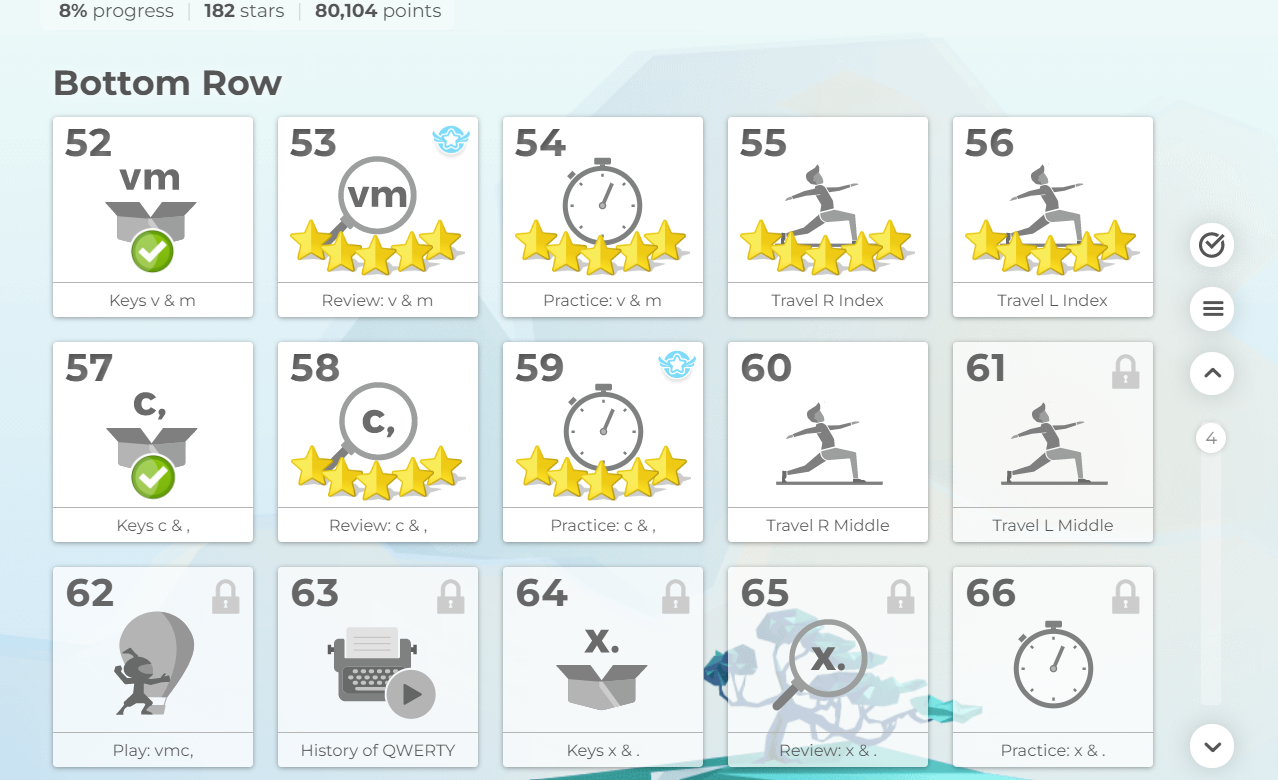 8% progress 182 stars 80,104 points
Bottom Row
52 53 54 55 56
vm vm
Keys v & m Review: v & m Practice: v & m Travel R Index Travel L Index
57 58 59 60 61
c, c,
Keys c & , Review: c & , Practice: c & , Travel R Middle Travel L Middle
4
62 63 64 65 66
x. x.
Play: vmc, History of QWERTY Keys x & . Review: x & . Practice: x & .